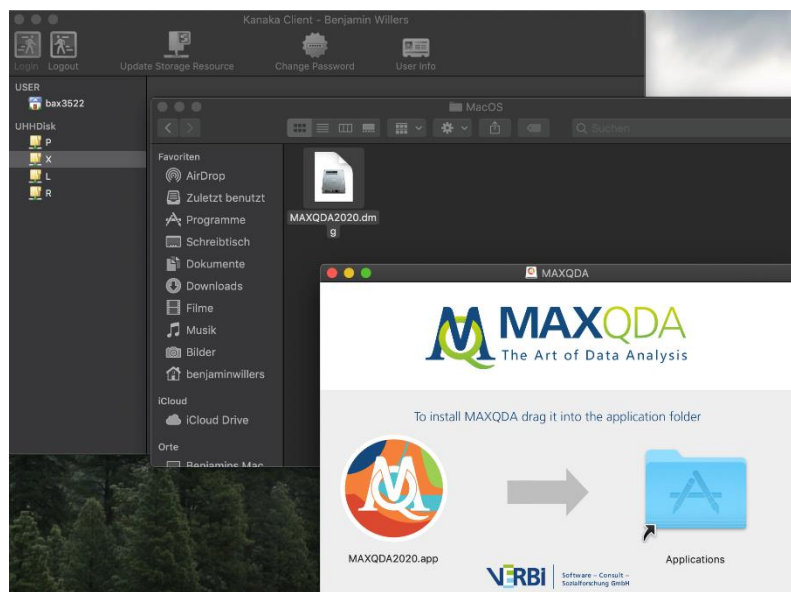 Kanaka Client - Benjamin Willers
Login Logout Update Storage Resource Change Password User Info
USER
bax3522
UHHDisk
P
X
L
R
MacOS
Suchen
Favoriten
AirDrop
Zuletzt benutzt
Programme
Schreibtisch
Dokumente
Downloads
Filme
Musik
Bilder
benjaminwillers
iCloud
iCloud Drive
Orte
Benjamins Mac
MAXQDA2020.dm
g
MAXQDA
MAXQDA
The Art of Data Analysis
To install MAXQDA drag it into the application folder
MAXQDA2020.app
Applications
VERBI
Software – Consult –
Sozialforschung GmbH